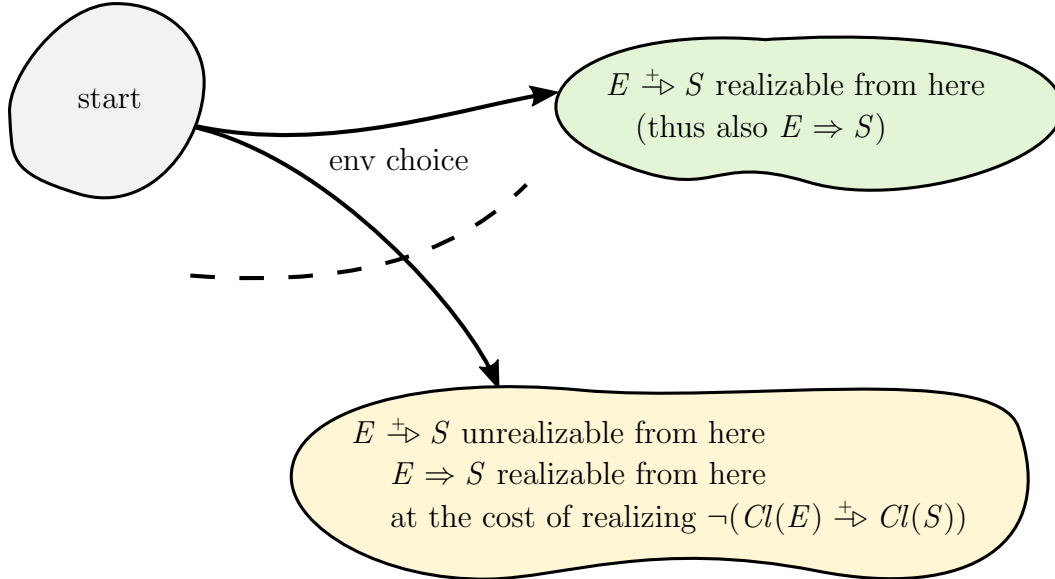 start
E +⊳ S realizable from here
(thus also E ⇒ S)
env choice
E +⊳ S unrealizable from here
E ⇒ S realizable from here
at the cost of realizing ¬(Cl(E) +⊳ Cl(S))